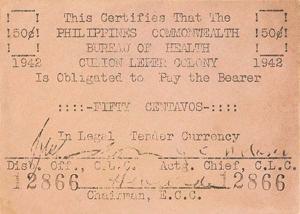 This Certifies That The
!50¢! PHILIPPINES COMMONWEALTH !50¢!
BUREAU OF HEALTH
1942 CULION LEPER COLONY 1942
Is Obligated to Pay the Bearer
::::-FIFTY CENTAVOS-::::
In Legal Tender Currency
Dis. Off., C.L.C. Actg. Chief, C.L.C.
12866 12866
Chairman, E.C.C.